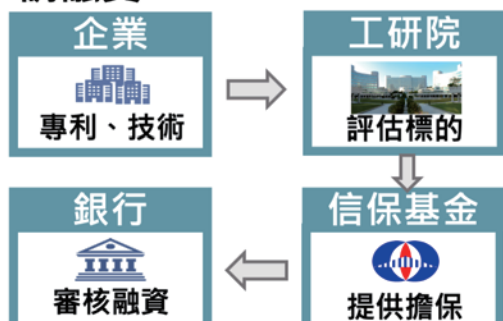 企業
專利、技術
工研院
評估標的
信保基金
提供擔保
銀行
審核融資